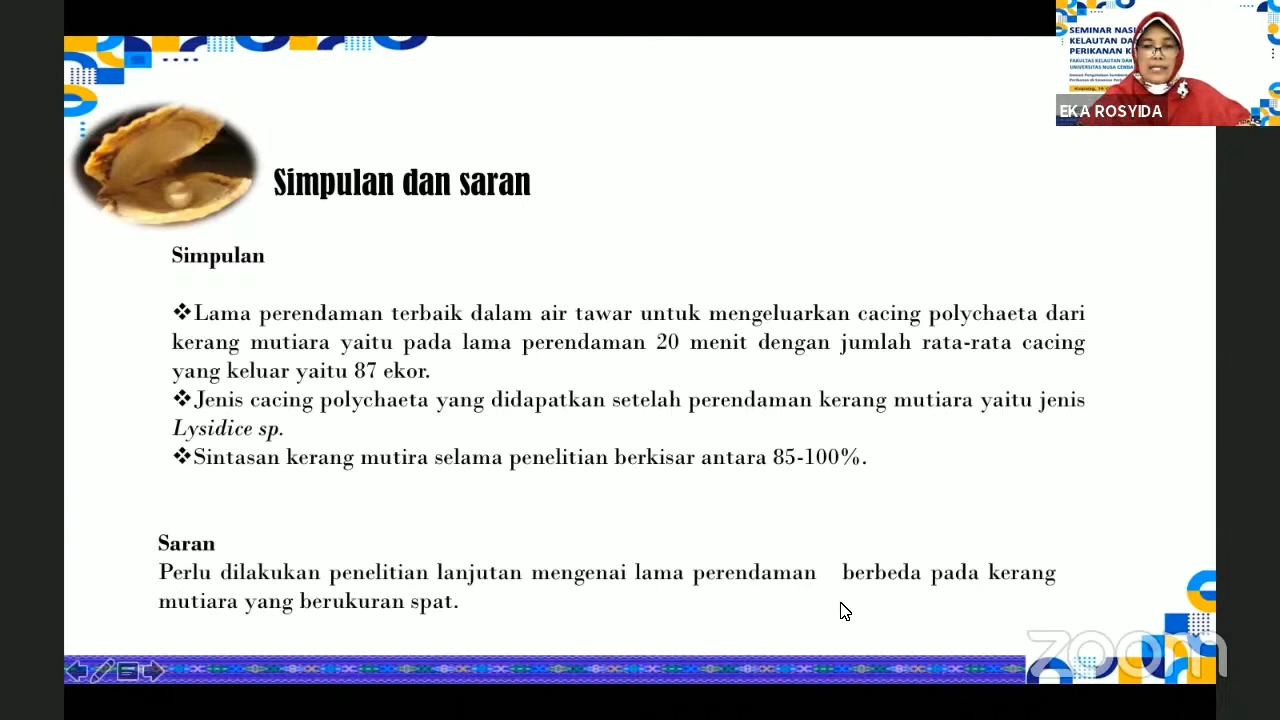 SEMINAR NASI
KELAUTAN DA
PERIKANAN K
FAKULTAS KELAUTAN DAN
UNIVERSITAS NUSA CENDA
EKA ROSYIDA
Simpulan dan saran
Simpulan
❖Lama perendaman terbaik dalam air tawar untuk mengeluarkan cacing polychaeta dari
kerang mutiara yaitu pada lama perendaman 20 menit dengan jumlah rata-rata cacing
yang keluar yaitu 87 ekor.
❖Jenis cacing polychaeta yang didapatkan setelah perendaman kerang mutiara yaitu jenis
Lysidice sp.
❖Sintasan kerang mutira selama penelitian berkisar antara 85-100%.
Saran
Perlu dilakukan penelitian lanjutan mengenai lama perendaman berbeda pada kerang
mutiara yang berukuran spat.
zoom